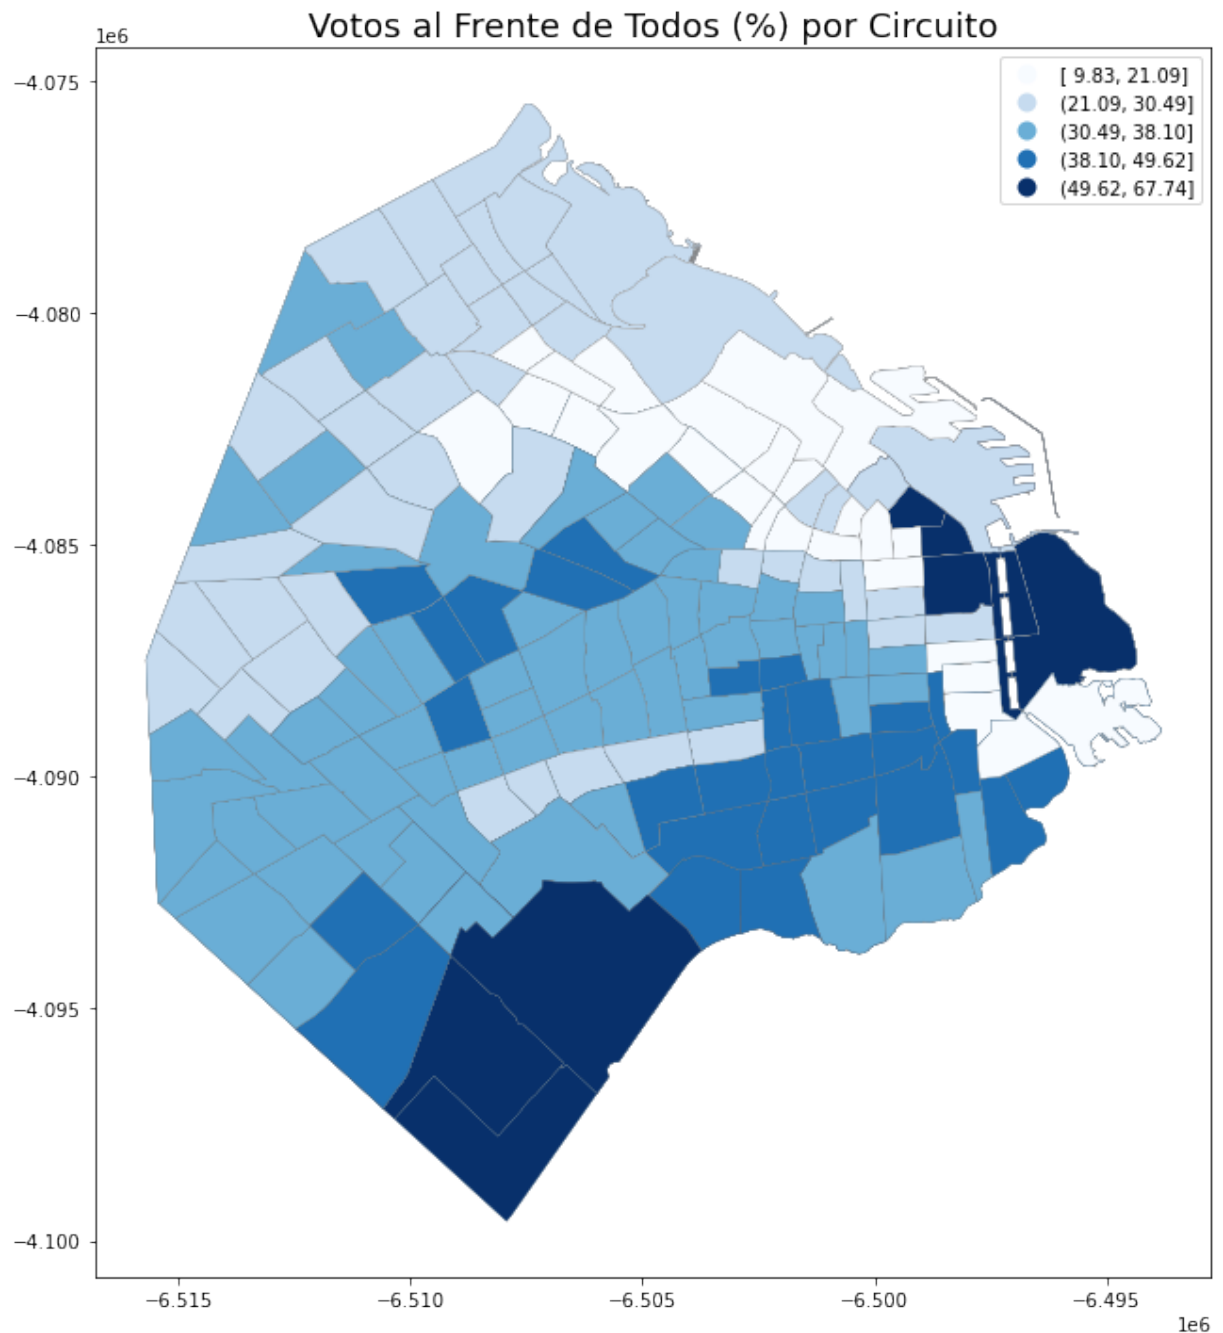 Votos al Frente de Todos (%) por Circuito
1e6
[ 9.83, 21.09]
(21.09, 30.49]
(30.49, 38.10]
(38.10, 49.62]
(49.62, 67.74]
−4.075
−4.080
−4.085
−4.090
−4.095
−4.100
−6.515 −6.510 −6.505 −6.500 −6.495
1e6